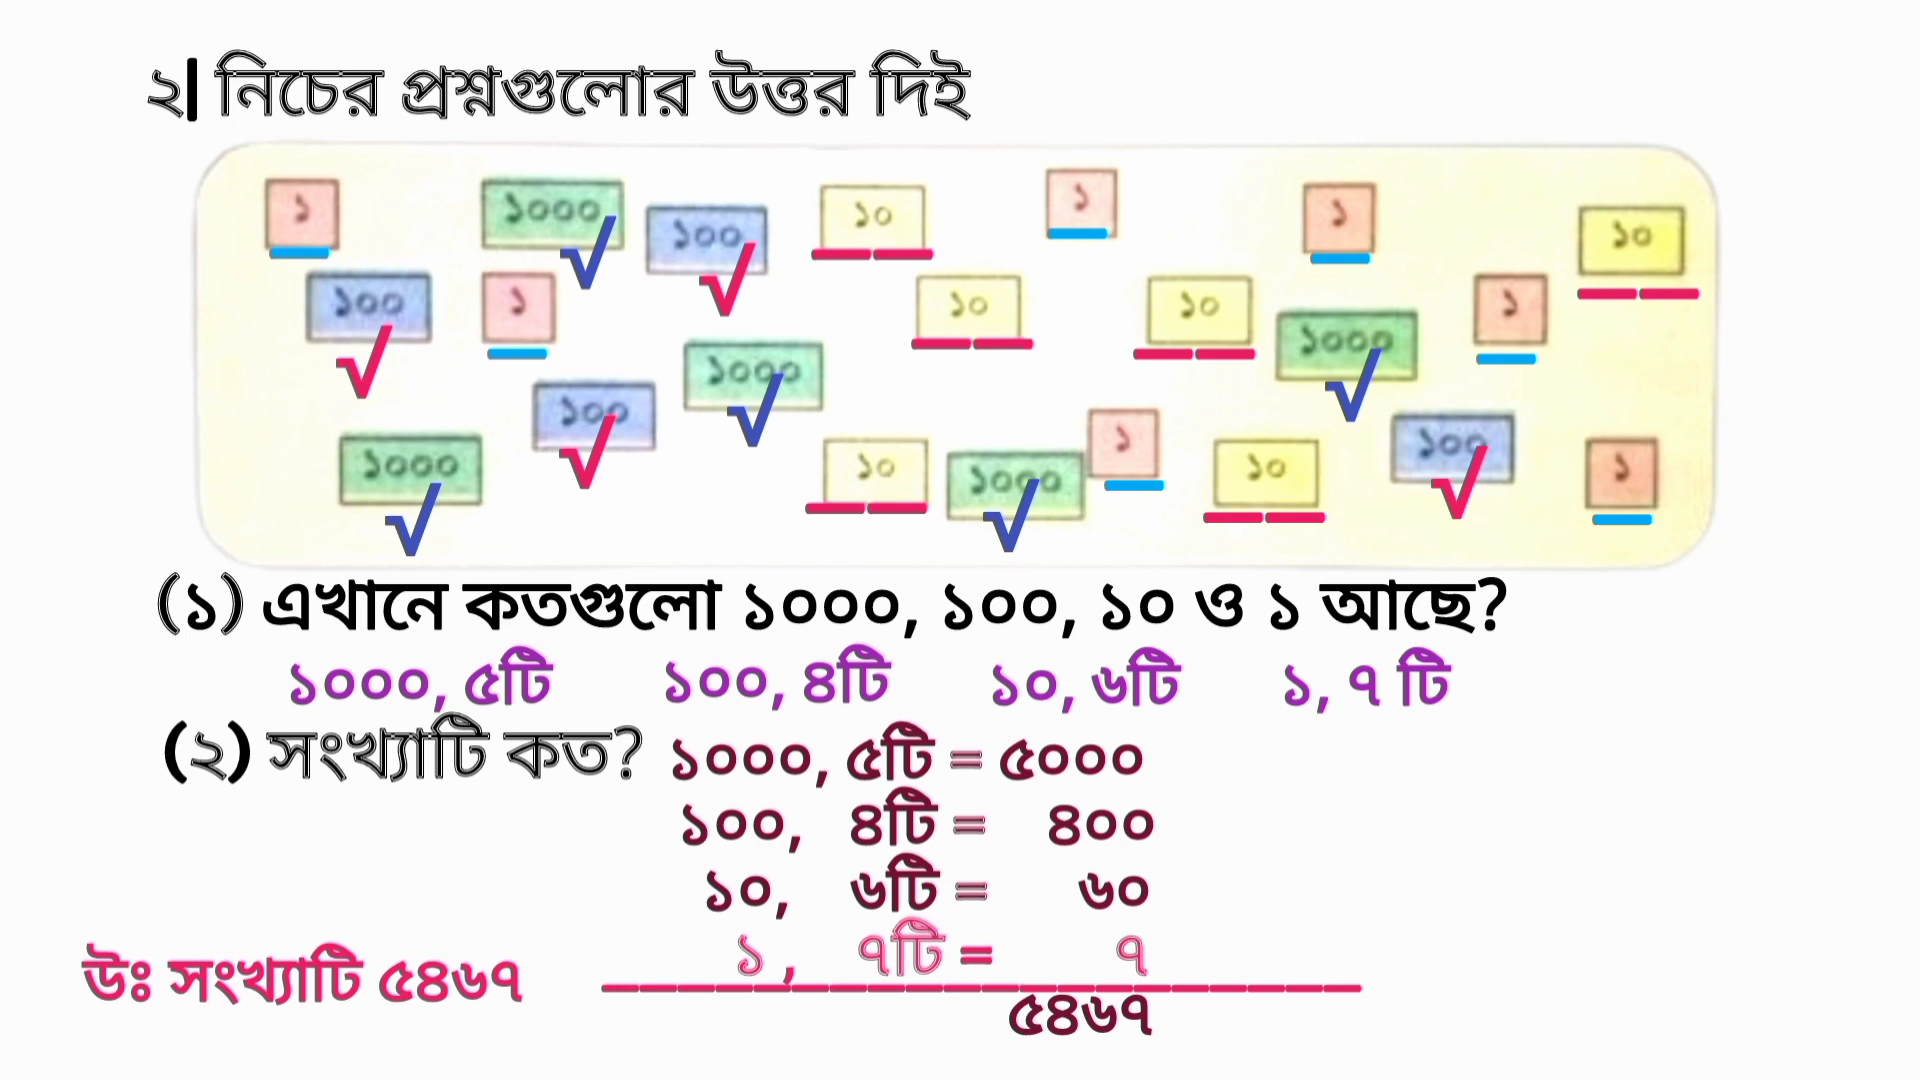 ২| নিচের প্রশ্নগুলোর উত্তর দিই
১ ১০০০ ১০০ ১০ ১ ১ ১০
১০০ ১ ১০ ১০ ১০০০ ১
১০০০ ১০০ ১০০০ ১০ ১০০০ ১ ১০ ১০০ ১
(১) এখানে কতগুলো ১০০০, ১০০, ১০ ও ১ আছে?
১০০০, ৫টি ১০০, ৪টি ১০, ৬টি ১, ৭ টি
(২) সংখ্যাটি কত? ১০০০, ৫টি = ৫০০০
১০০, ৪টি = ৪০০
১০, ৬টি = ৬০
১, ৭টি = ৭
উঃ সংখ্যাটি ৫৪৬৭
৫৪৬৭